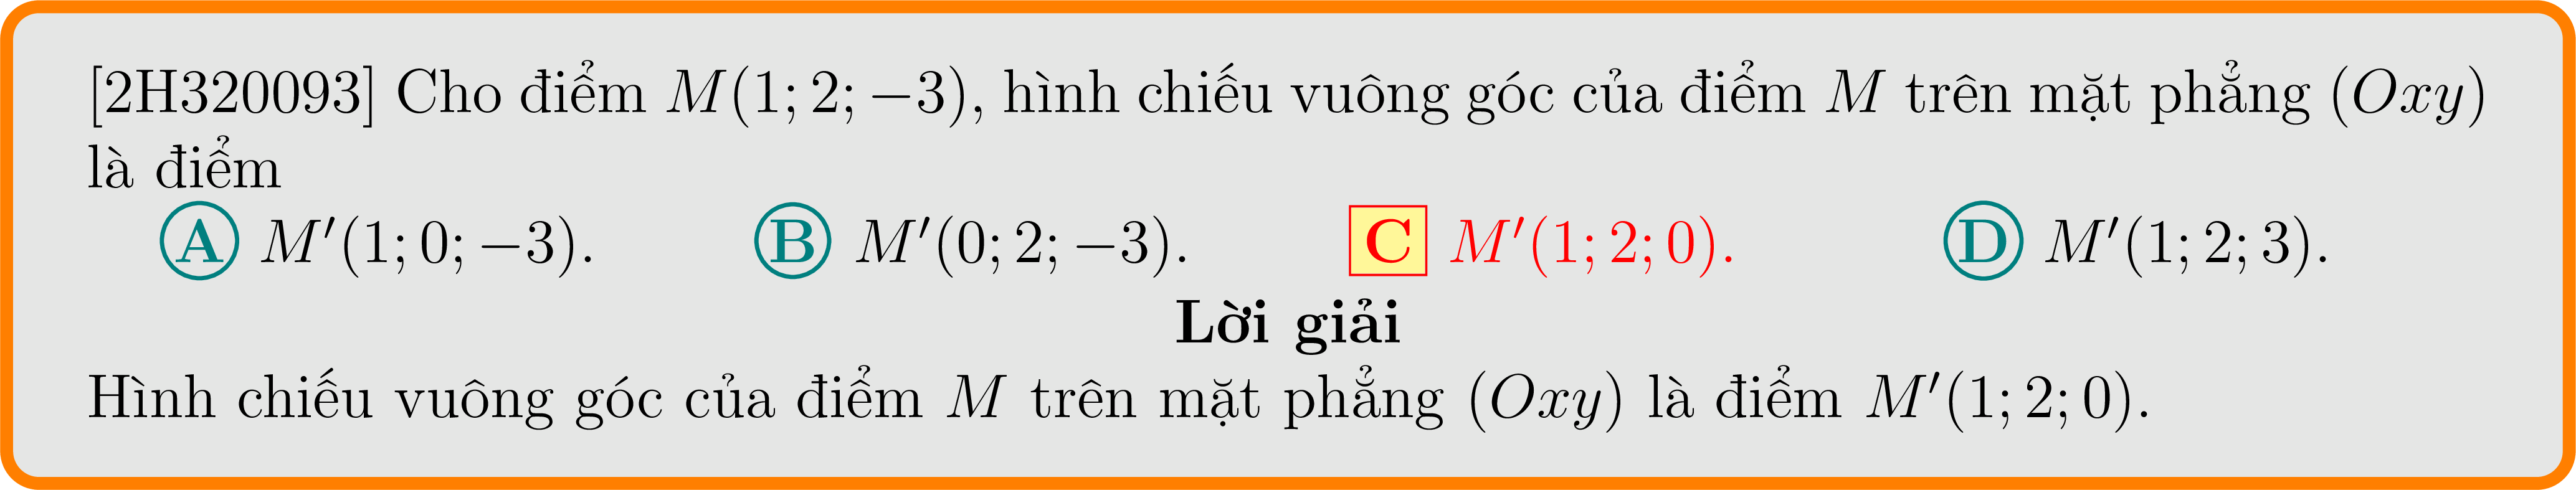 [2H320093] Cho điểm M(1; 2; −3), hình chiếu vuông góc của điểm M trên mặt phẳng (Oxy)
là điểm
A M′(1; 0; −3). B M′(0; 2; −3). C M′(1; 2; 0). D M′(1; 2; 3).
Lời giải
Hình chiếu vuông góc của điểm M trên mặt phẳng (Oxy) là điểm M′(1; 2; 0).